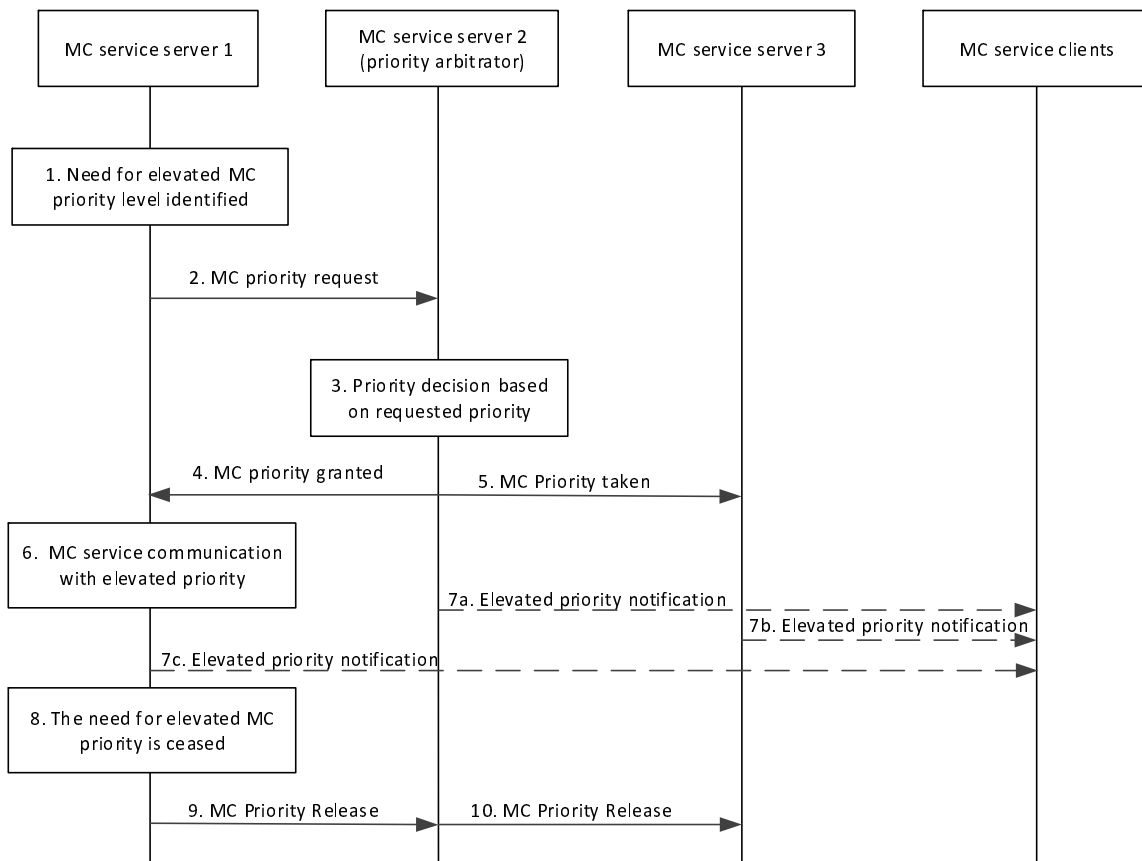 MC service server 1
MC service server 2
(priority arbitrator)
MC service server 3
MC service clients
1. Need for elevated MC
priority level identified
2. MC priority request
3. Priority decision based
on requested priority
4. MC priority granted
5. MC Priority taken
6. MC service communication
with elevated priority
7a. Elevated priority notification
7b. Elevated priority notification
7c. Elevated priority notification
8. The need for elevated MC
priority is ceased
9. MC Priority Release
10. MC Priority Release